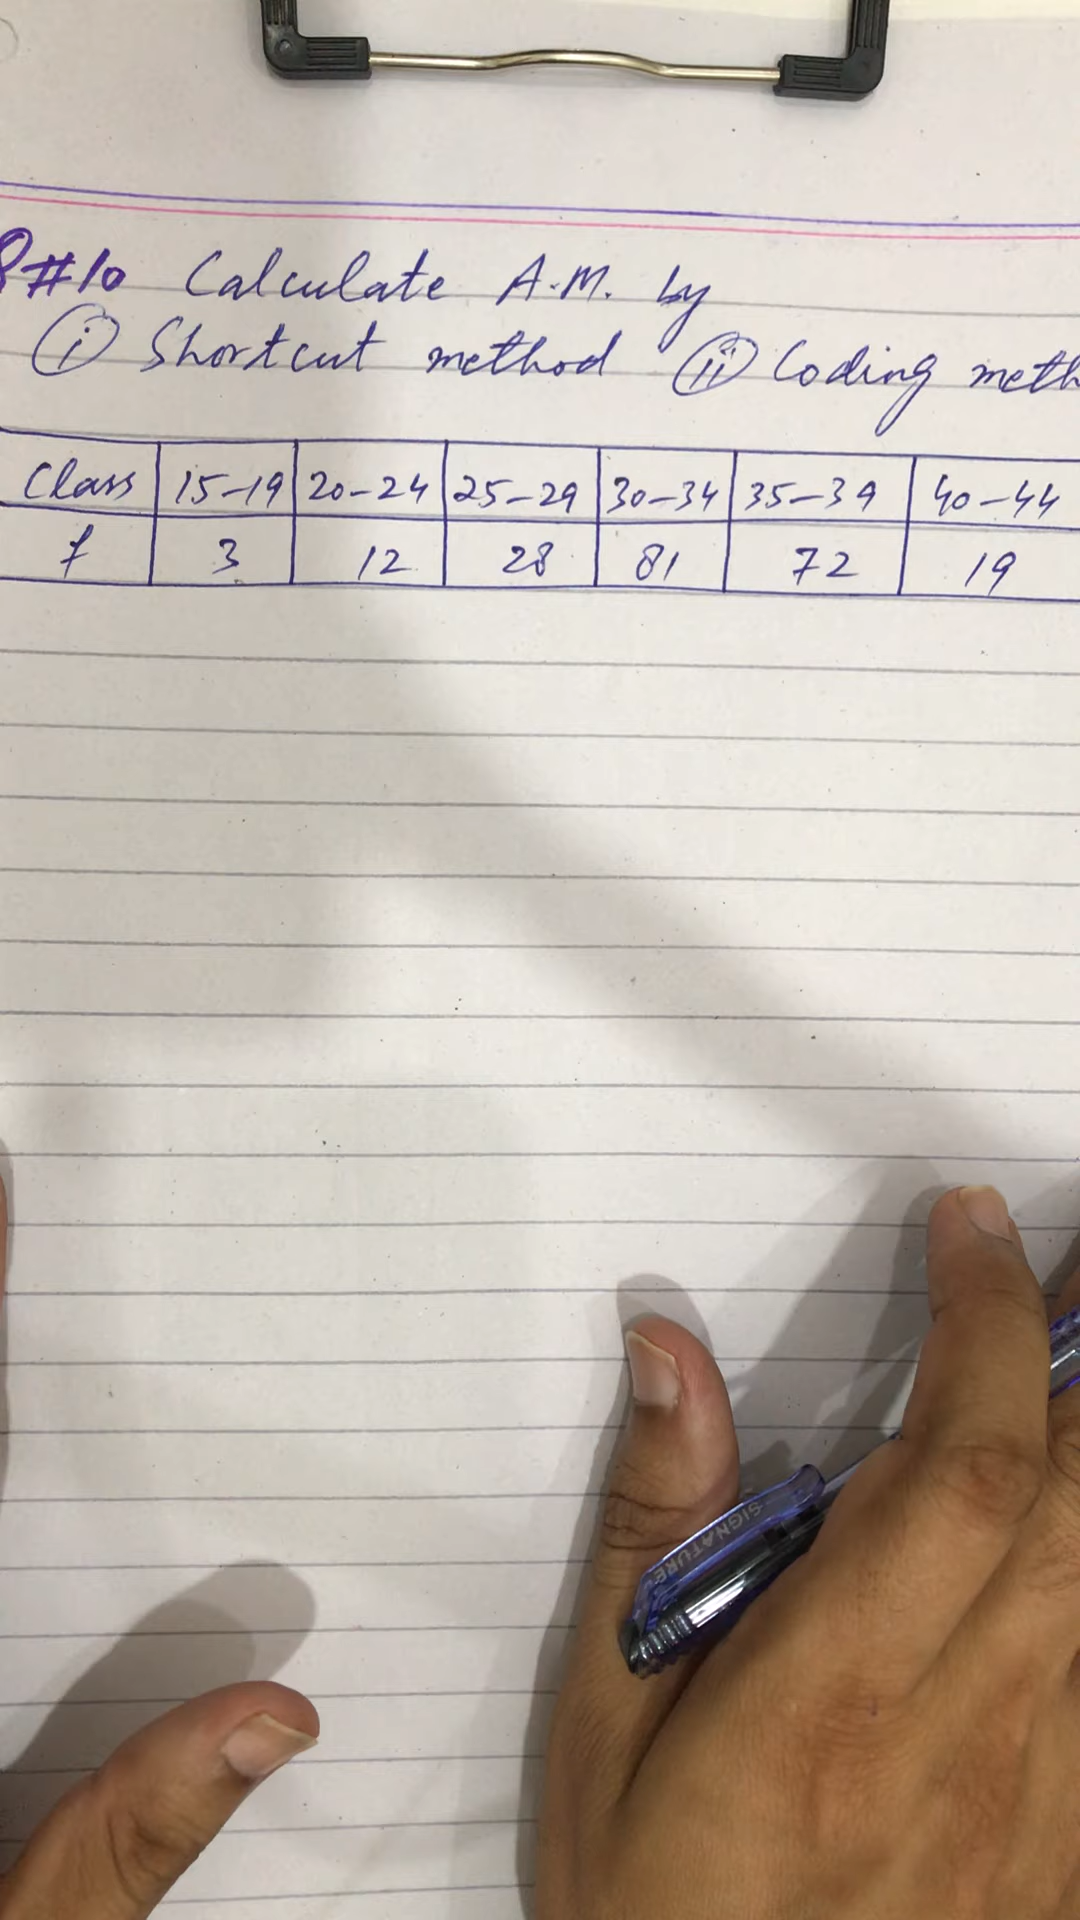 Q#10 Calculate A.M. by
(i) Shortcut method (ii) Coding meth
Class 15-19 20-24 25-29 30-34 35-39 40-44
f 3 12 28 81 72 19
SIGNATURE